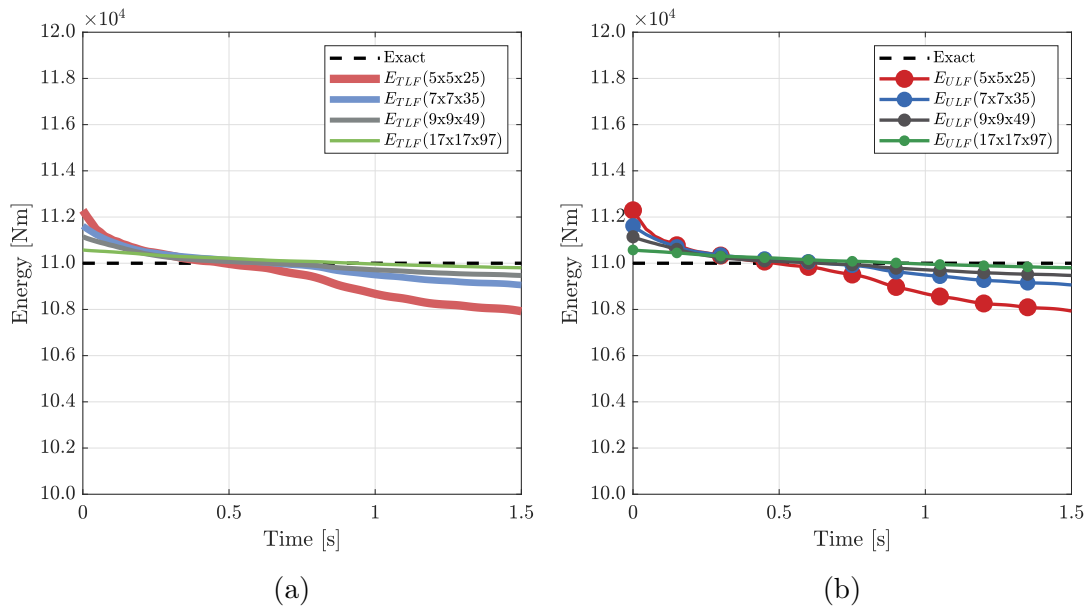 ×10⁴
12.0
11.8
11.6
11.4
11.2
11.0
10.8
10.6
10.4
10.2
10.0
Energy [Nm]
0
0.5
1
1.5
Time [s]
Exact
E_TLF(5x5x25)
E_TLF(7x7x35)
E_TLF(9x9x49)
E_TLF(17x17x97)
(a)
×10⁴
12.0
11.8
11.6
11.4
11.2
11.0
10.8
10.6
10.4
10.2
10.0
Energy [Nm]
0
0.5
1
1.5
Time [s]
Exact
E_ULF(5x5x25)
E_ULF(7x7x35)
E_ULF(9x9x49)
E_ULF(17x17x97)
(b)